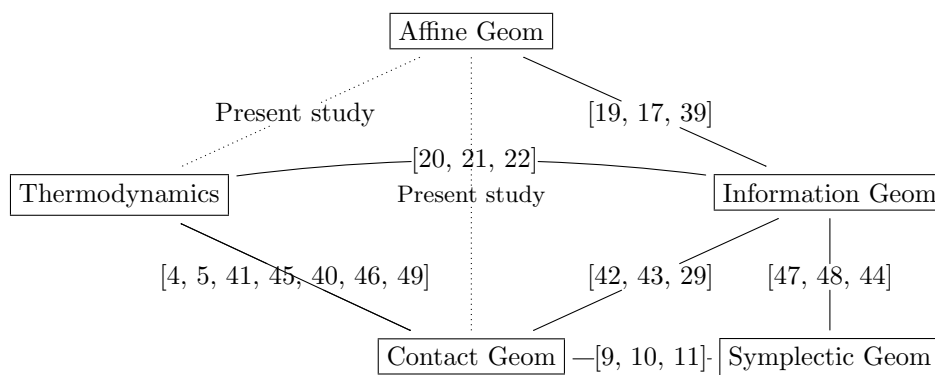 Affine Geom
Present study
[19, 17, 39]
[20, 21, 22]
Thermodynamics
Present study
Information Geom
[4, 5, 41, 45, 40, 46, 49]
[42, 43, 29]
[47, 48, 44]
Contact Geom
[9, 10, 11]
Symplectic Geom